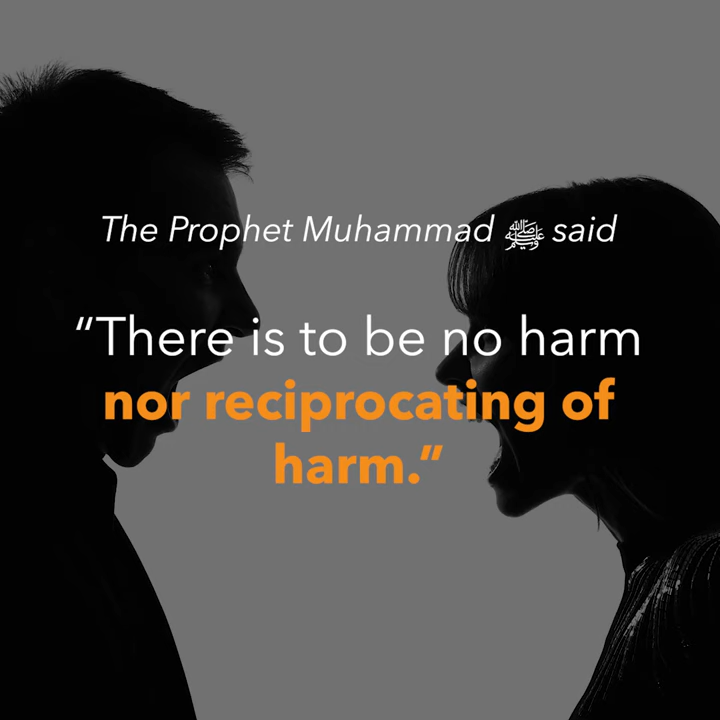 The Prophet Muhammad ﷺ said
“There is to be no harm
nor reciprocating of
harm.”